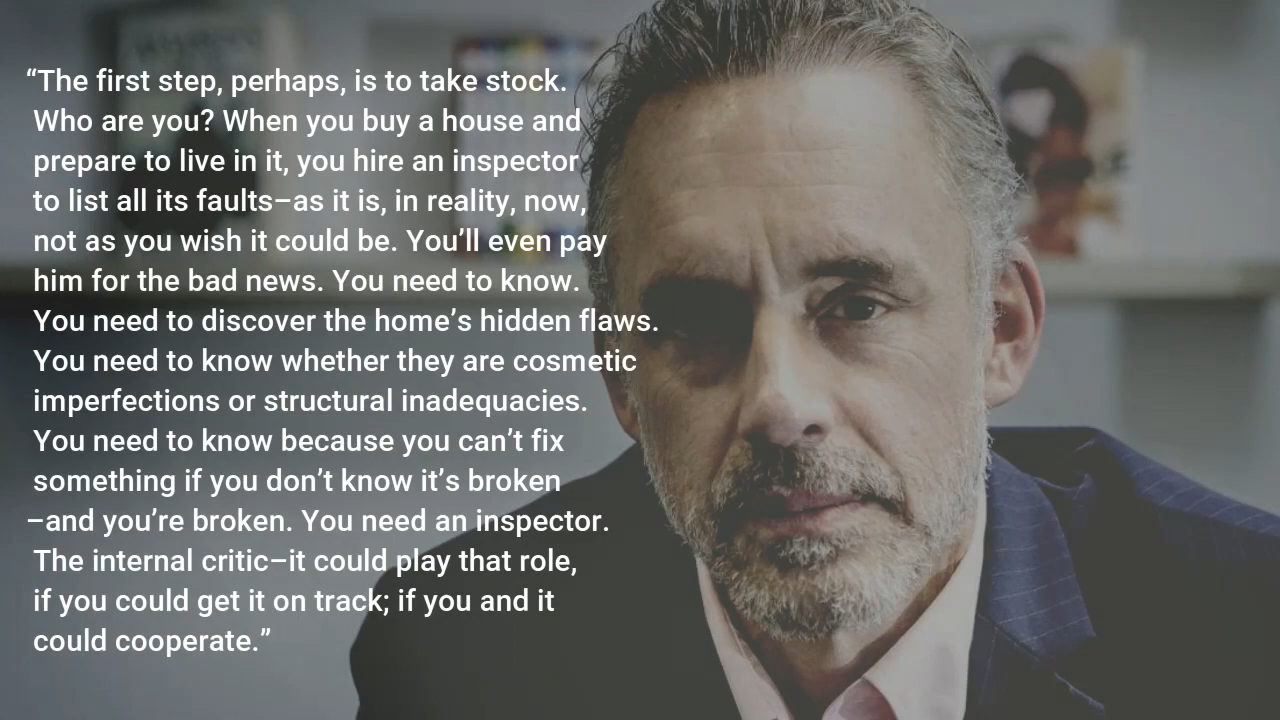 “The first step, perhaps, is to take stock.
Who are you? When you buy a house and
prepare to live in it, you hire an inspector
to list all its faults–as it is, in reality, now,
not as you wish it could be. You’ll even pay
him for the bad news. You need to know.
You need to discover the home’s hidden flaws.
You need to know whether they are cosmetic
imperfections or structural inadequacies.
You need to know because you can’t fix
something if you don’t know it’s broken
–and you’re broken. You need an inspector.
The internal critic–it could play that role,
if you could get it on track; if you and it
could cooperate.”